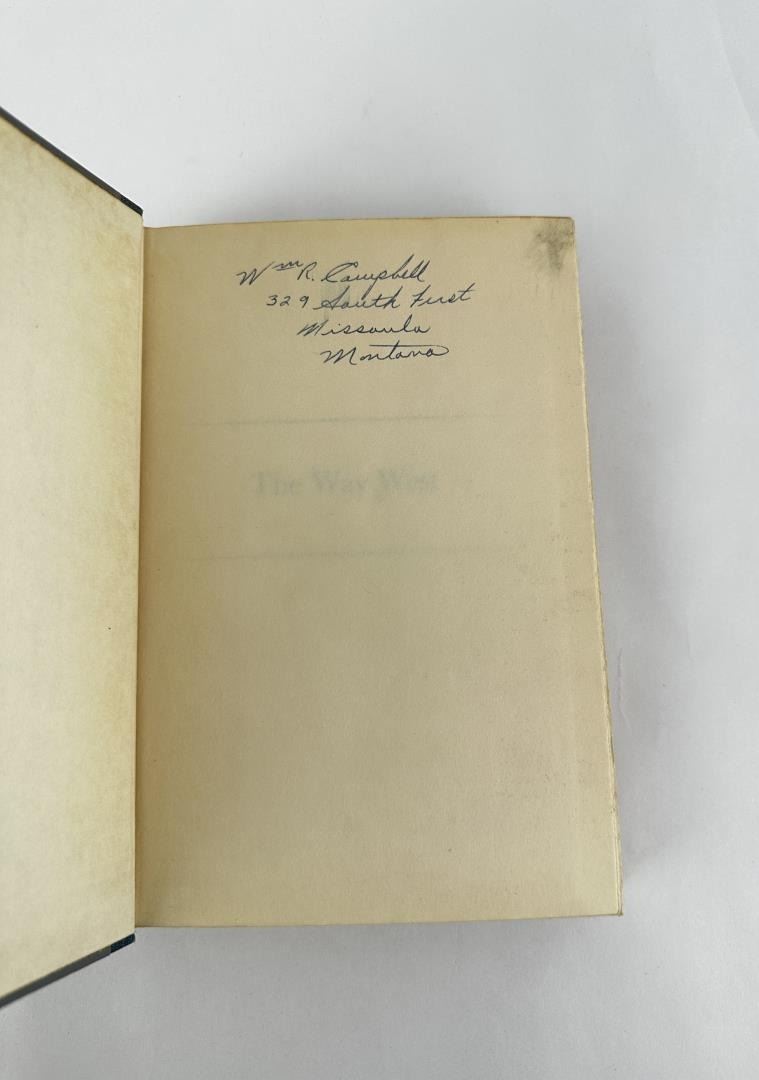 Wm R. Campbell
329 South First
Missoula
Montana
The Way West